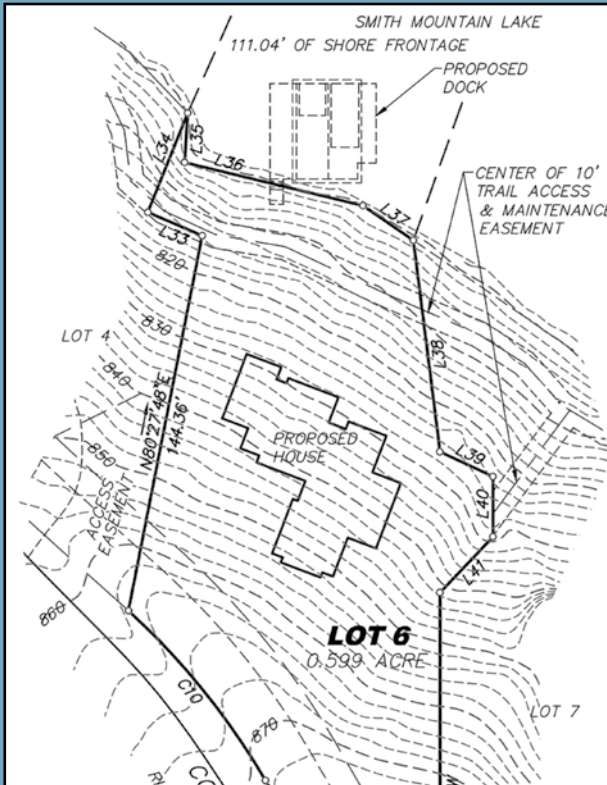 SMITH MOUNTAIN LAKE
111.04' OF SHORE FRONTAGE
PROPOSED
DOCK
L34
L35
L36
CENTER OF 10'
TRAIL ACCESS
& MAINTENANCE
EASEMENT
L37
L33
820
830
LOT 4
L38
840
N80°27'48"E
144.36
PROPOSED
HOUSE
850
L39
ACCESS
EASEMENT
L40
L41
860
LOT 6
0.599 ACRE
C10
LOT 7
870
CO